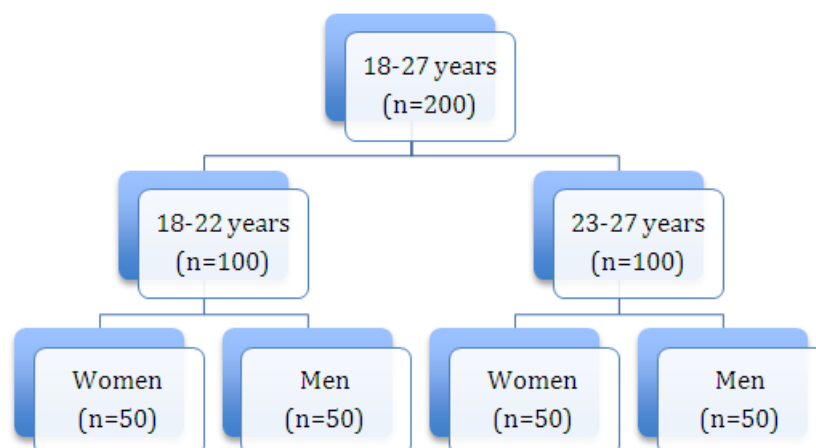 18-27 years
(n=200)
18-22 years
(n=100)
23-27 years
(n=100)
Women
(n=50)
Men
(n=50)
Women
(n=50)
Men
(n=50)